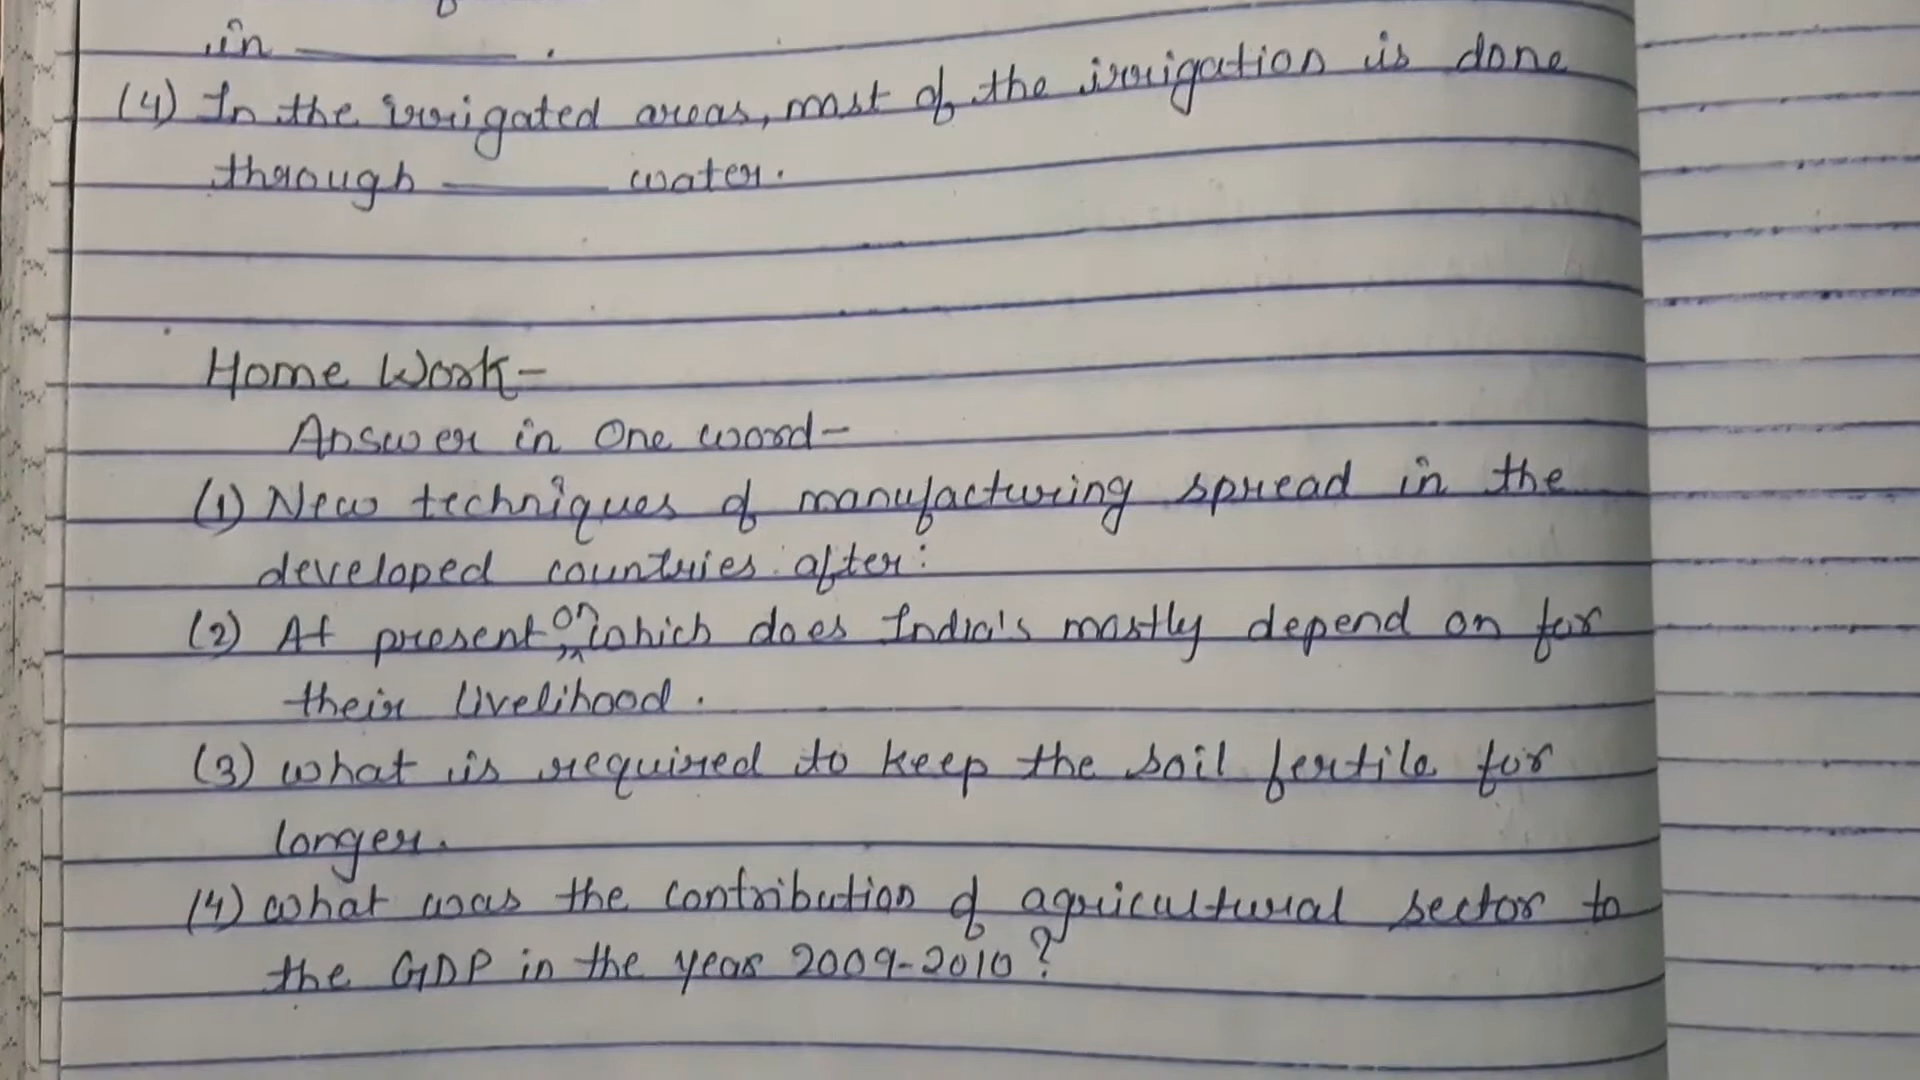 in ________ .
(4) In the irrigated areas, most of the irrigation is done
through ______ water.
Home Work-
Answer in One word-
(1) New techniques of manufacturing spread in the
developed countries after:
(2) At present on which does India's mostly depend on for
their livelihood.
(3) what is required to keep the soil fertile for
longer.
(4) what was the contribution of agricultural sector to
the GDP in the year 2009-2010?